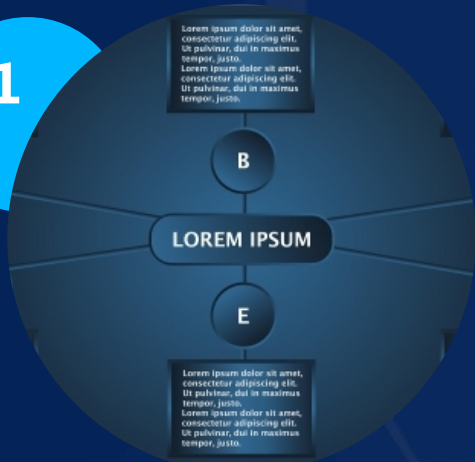 Lorem ipsum dolor sit amet,
consectetur adipiscing elit.
Ut pulvinar, dui in maximus
tempor, justo.
Lorem ipsum dolor sit amet,
consectetur adipiscing elit.
Ut pulvinar, dui in maximus
tempor, justo.
1
B
LOREM IPSUM
E
Lorem ipsum dolor sit amet,
consectetur adipiscing elit.
Ut pulvinar, dui in maximus
tempor, justo.
Lorem ipsum dolor sit amet,
consectetur adipiscing elit.
Ut pulvinar, dui in maximus
tempor, justo.